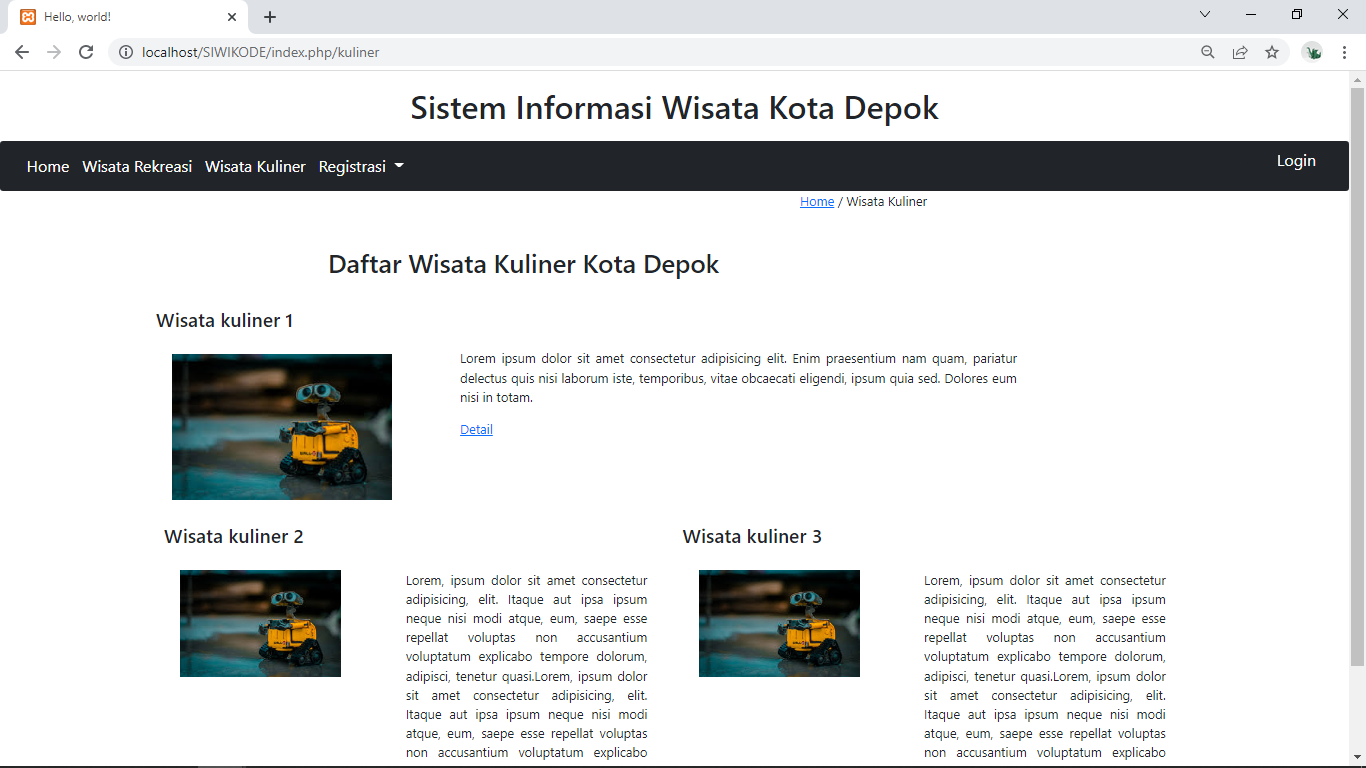 Hello, world!
localhost/SIWIKODE/index.php/kuliner
Sistem Informasi Wisata Kota Depok
Home Wisata Rekreasi Wisata Kuliner Registrasi Login
Home / Wisata Kuliner
Daftar Wisata Kuliner Kota Depok
Wisata kuliner 1
Lorem ipsum dolor sit amet consectetur adipisicing elit. Enim praesentium nam quam, pariatur
delectus quis nisi laborum iste, temporibus, vitae obcaecati eligendi, ipsum quia sed. Dolores eum
nisi in totam.
Detail
Wisata kuliner 2
Lorem, ipsum dolor sit amet consectetur
adipisicing, elit. Itaque aut ipsa ipsum
neque nisi modi atque, eum, saepe esse
repellat voluptas non accusantium
voluptatum explicabo tempore dolorum,
adipisci, tenetur quasi.Lorem, ipsum dolor
sit amet consectetur adipisicing, elit.
Itaque aut ipsa ipsum neque nisi modi
atque, eum, saepe esse repellat voluptas
non accusantium voluptatum explicabo
Wisata kuliner 3
Lorem, ipsum dolor sit amet consectetur
adipisicing, elit. Itaque aut ipsa ipsum
neque nisi modi atque, eum, saepe esse
repellat voluptas non accusantium
voluptatum explicabo tempore dolorum,
adipisci, tenetur quasi.Lorem, ipsum dolor
sit amet consectetur adipisicing, elit.
Itaque aut ipsa ipsum neque nisi modi
atque, eum, saepe esse repellat voluptas
non accusantium voluptatum explicabo